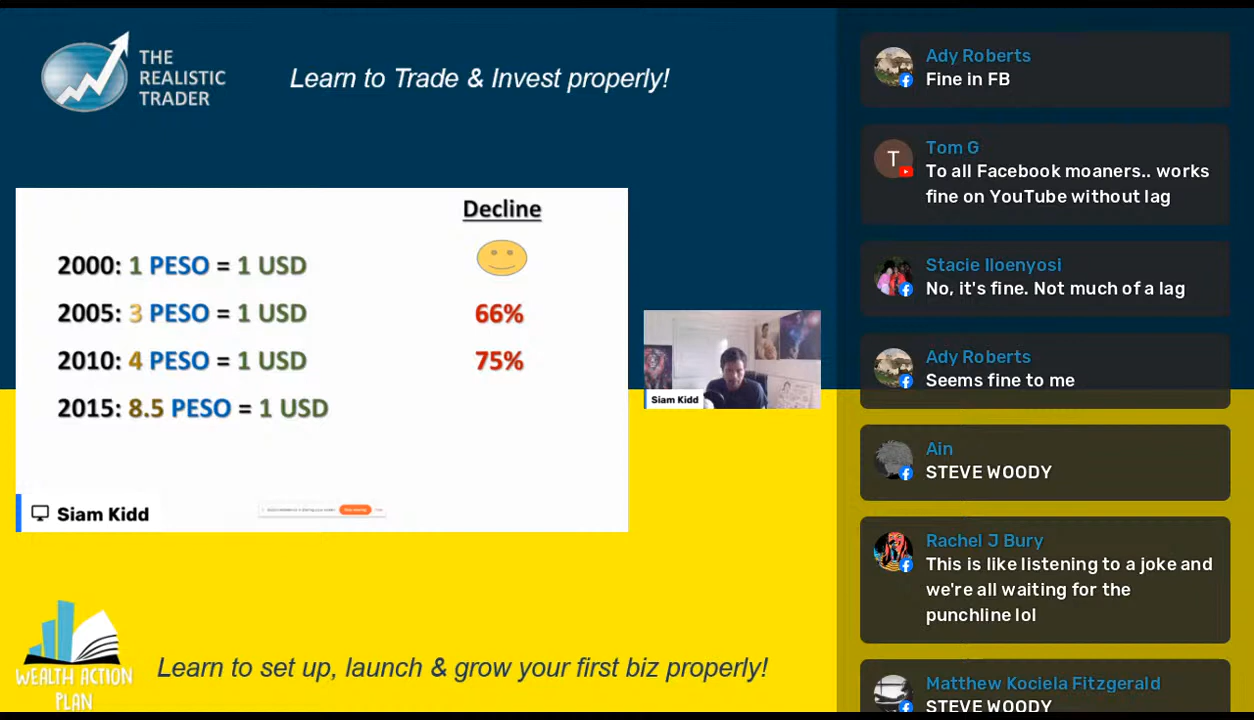 THE
REALISTIC
TRADER
Learn to Trade & Invest properly!
Decline
2000: 1 PESO = 1 USD
2005: 3 PESO = 1 USD
66%
2010: 4 PESO = 1 USD
75%
2015: 8.5 PESO = 1 USD
Siam Kidd
Siam Kidd
WEALTH ACTION
PLAN
Learn to set up, launch & grow your first biz properly!
Ady Roberts
Fine in FB
T
Tom G
To all Facebook moaners.. works
fine on YouTube without lag
Stacie Iloenyosi
No, it's fine. Not much of a lag
Ady Roberts
Seems fine to me
Ain
STEVE WOODY
Rachel J Bury
This is like listening to a joke and
we're all waiting for the
punchline lol
Matthew Kociela Fitzgerald
STEVE WOODY